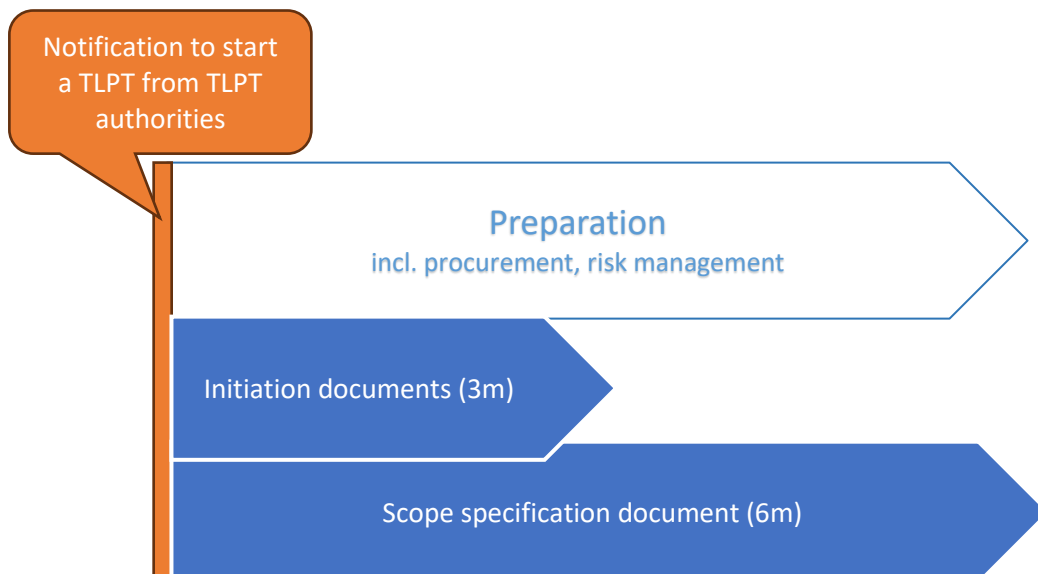 Notification to start
a TLPT from TLPT
authorities
Preparation
incl. procurement, risk management
Initiation documents (3m)
Scope specification document (6m)